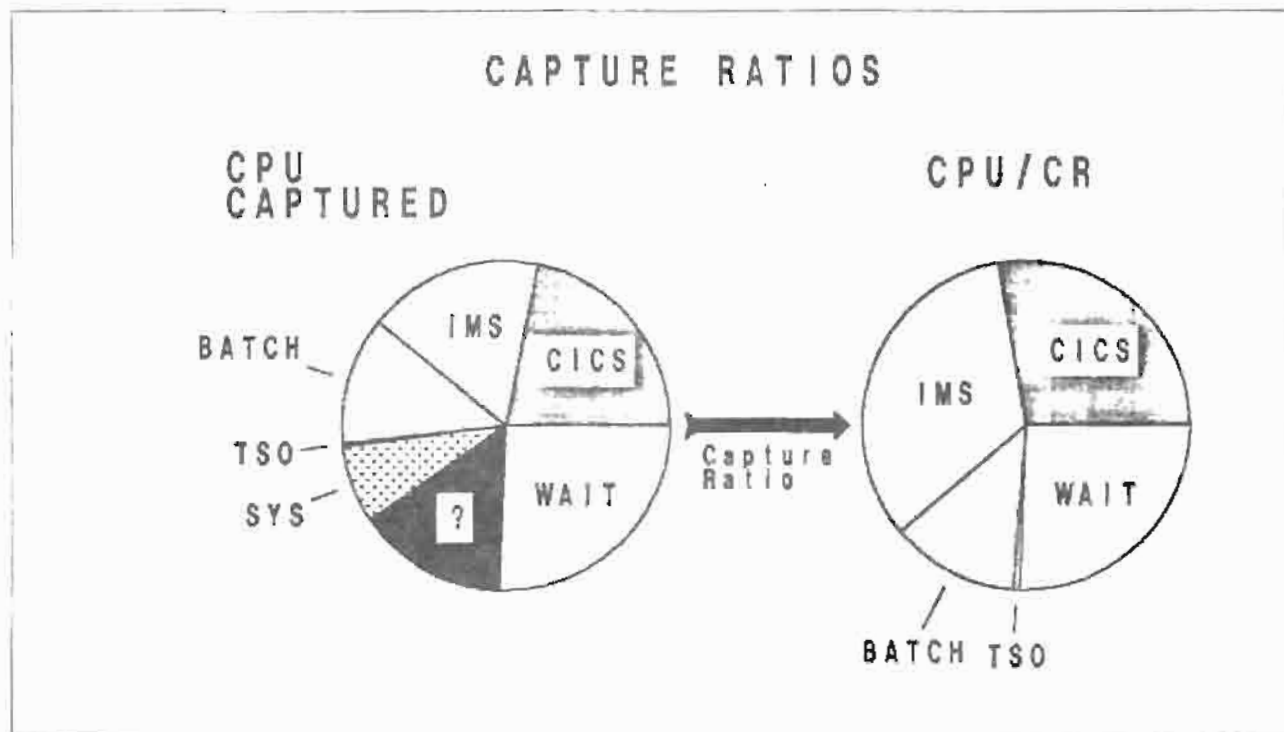 CAPTURE RATIOS
CPU
CAPTURED
CPU/CR
IMS
BATCH
CICS
TSO
SYS
?
WAIT
Capture
Ratio
IMS
CICS
WAIT
BATCH
TSO